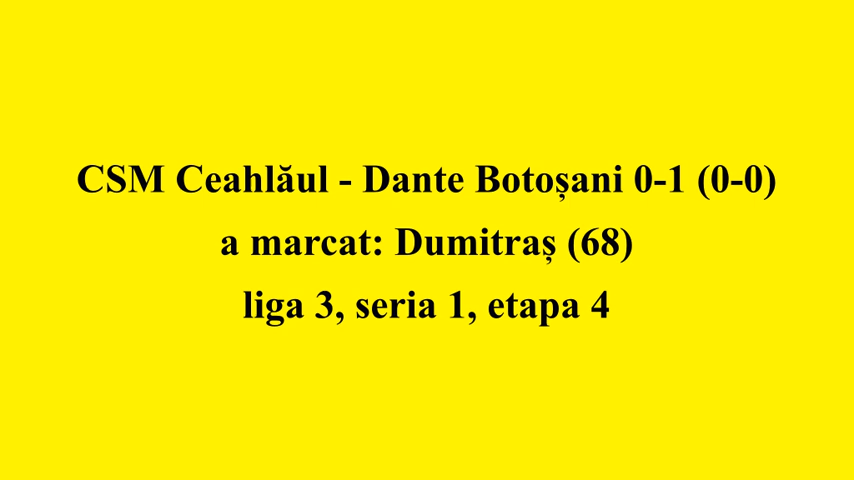 CSM Ceahlăul - Dante Botoșani 0-1 (0-0)
a marcat: Dumitraș (68)
liga 3, seria 1, etapa 4